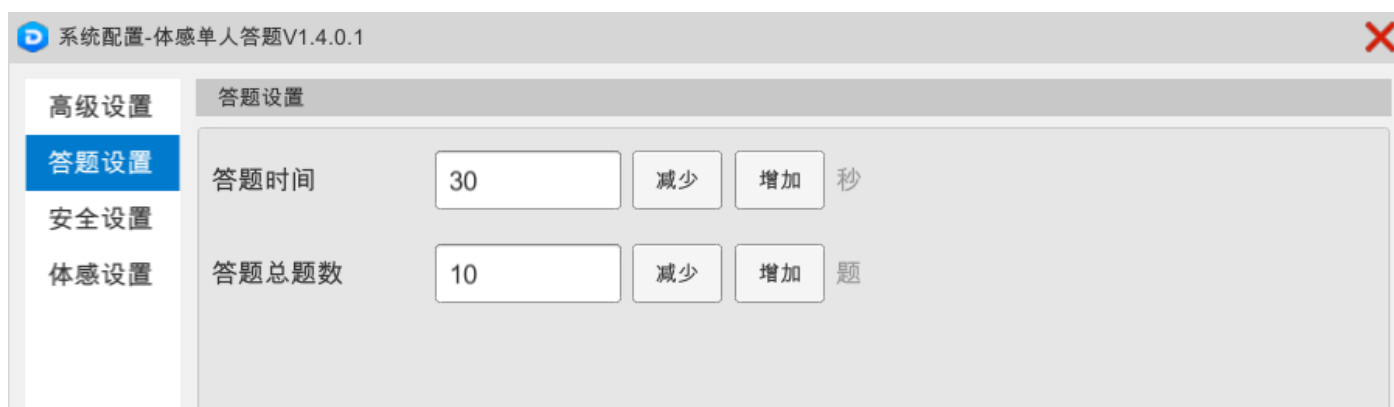 系统配置-体感单人答题V1.4.0.1
高级设置
答题设置
安全设置
体感设置
答题设置
答题时间 30 减少 增加 秒
答题总题数 10 减少 增加 题